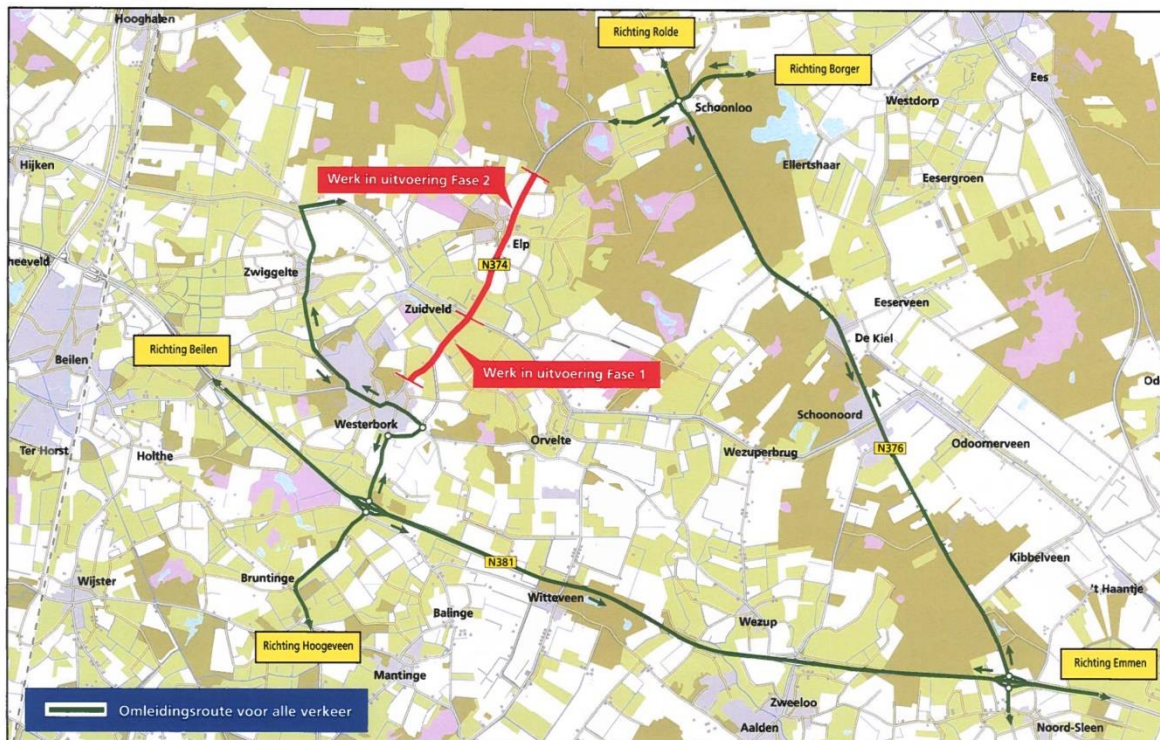 Hooghalen
Richting Rolde
Richting Borger
Ees
Westdorp
Schoonloo
Hijken
Ellertshaar
Eesergroen
Werk in uitvoering Fase 2
Elp
N374
heeveld
Zwiggelte
Zuidveld
Eeserveen
De Kiel
Richting Beilen
Beilen
Werk in uitvoering Fase 1
Od
Schoonoord
Westerbork
Orvelte
Odoornerveen
Ter Horst
Holthe
Wezuperbrug
N376
N381
Kibbelveen
Bruntinge
Wijster
Witteveen
't Haantje
Balinge
Wezup
Richting Hoogeveen
Mantinge
Richting Emmen
Zweeloo
Omleidingsroute voor alle verkeer
Aalden
Noord-Sleen